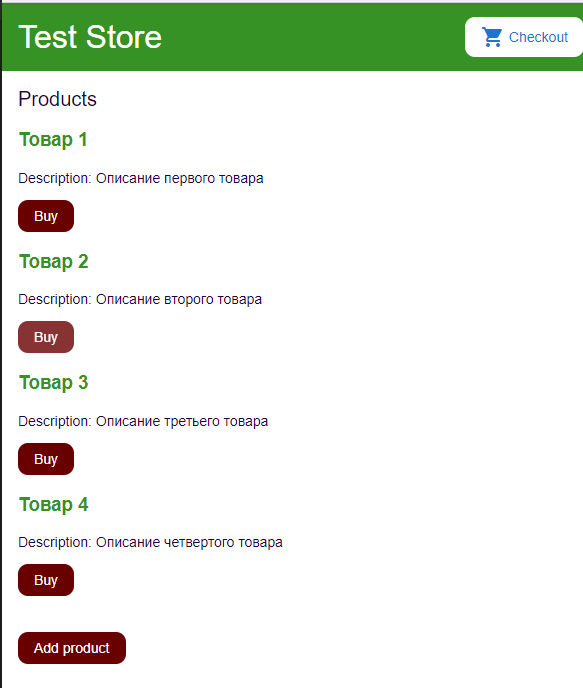 Test Store
Checkout
Products
Товар 1
Description: Описание первого товара
Buy
Товар 2
Description: Описание второго товара
Buy
Товар 3
Description: Описание третьего товара
Buy
Товар 4
Description: Описание четвертого товара
Buy
Add product